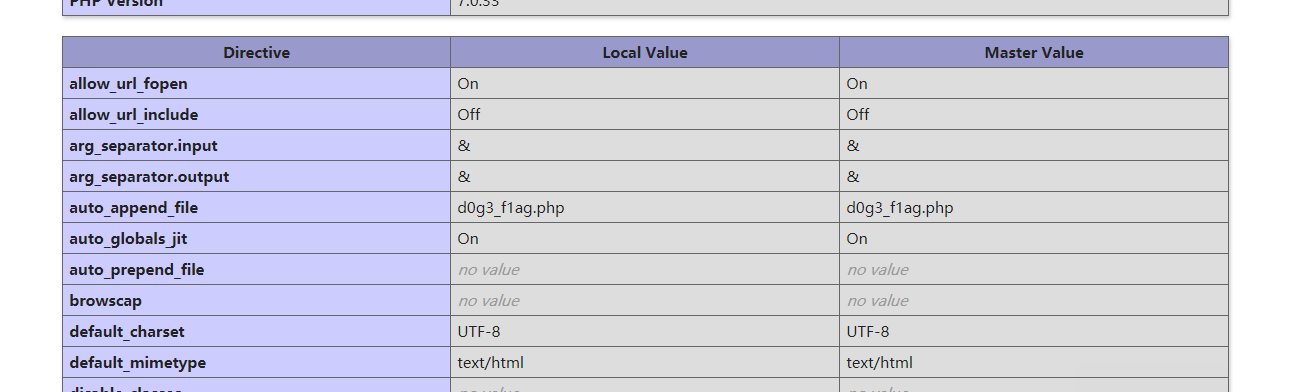 PHP Version 7.0.33
Directive Local Value Master Value
allow_url_fopen On On
allow_url_include Off Off
arg_separator.input & &
arg_separator.output & &
auto_append_file d0g3_f1ag.php d0g3_f1ag.php
auto_globals_jit On On
auto_prepend_file no value no value
browscap no value no value
default_charset UTF-8 UTF-8
default_mimetype text/html text/html
disable_classes no value no value